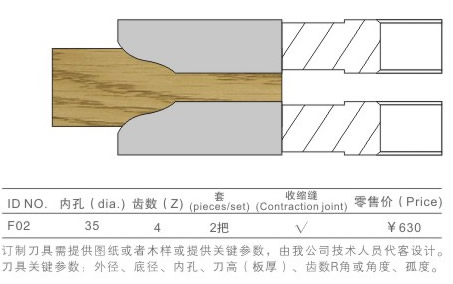 ID NO. 内孔（dia.） 齿数（Z） 套 (pieces/set) 收缩缝 (Contraction joint) 零售价（Price)
F02 35 4 2把 √ ￥630
订制刀具需提供图纸或者木样或提供关键参数，由我公司技术人员代客设计。
刀具关键参数：外径、底径、内孔、刀高（板厚）、齿数R角或角度、孤度。